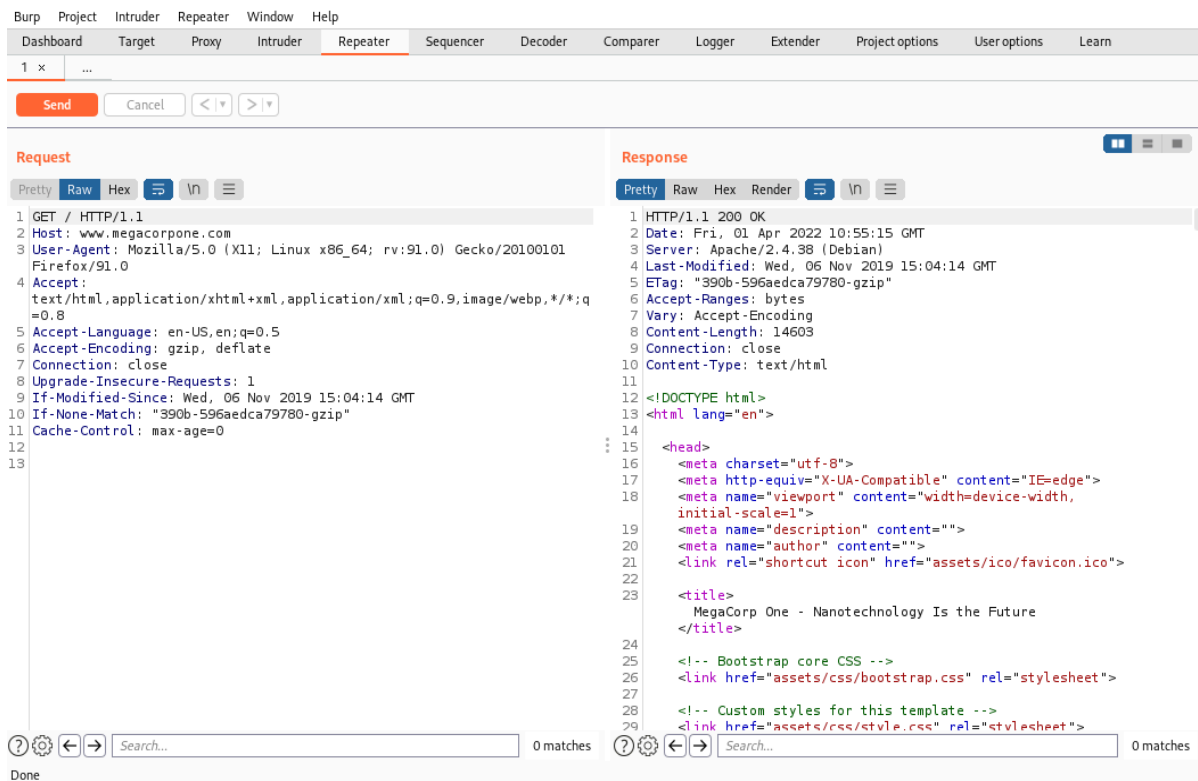 Burp Project Intruder Repeater Window Help
Dashboard Target Proxy Intruder Repeater Sequencer Decoder Comparer Logger Extender Project options User options Learn
1 × ...
Send Cancel < | ▾ > | ▾
Request
Pretty Raw Hex \n
1 GET / HTTP/1.1
2 Host: www.megacorpone.com
3 User-Agent: Mozilla/5.0 (X11; Linux x86_64; rv:91.0) Gecko/20100101
Firefox/91.0
4 Accept:
text/html,application/xhtml+xml,application/xml;q=0.9,image/webp,*/*;q
=0.8
5 Accept-Language: en-US,en;q=0.5
6 Accept-Encoding: gzip, deflate
7 Connection: close
8 Upgrade-Insecure-Requests: 1
9 If-Modified-Since: Wed, 06 Nov 2019 15:04:14 GMT
10 If-None-Match: "390b-596aedca79780-gzip"
11 Cache-Control: max-age=0
12
13
Search... 0 matches
Response
Pretty Raw Hex Render \n
1 HTTP/1.1 200 OK
2 Date: Fri, 01 Apr 2022 10:55:15 GMT
3 Server: Apache/2.4.38 (Debian)
4 Last-Modified: Wed, 06 Nov 2019 15:04:14 GMT
5 ETag: "390b-596aedca79780-gzip"
6 Accept-Ranges: bytes
7 Vary: Accept-Encoding
8 Content-Length: 14603
9 Connection: close
10 Content-Type: text/html
11
12 <!DOCTYPE html>
13 <html lang="en">
14
15 <head>
16 <meta charset="utf-8">
17 <meta http-equiv="X-UA-Compatible" content="IE=edge">
18 <meta name="viewport" content="width=device-width,
initial-scale=1">
19 <meta name="description" content="">
20 <meta name="author" content="">
21 <link rel="shortcut icon" href="assets/ico/favicon.ico">
22
23 <title>
MegaCorp One - Nanotechnology Is the Future
</title>
24
25 <!-- Bootstrap core CSS -->
26 <link href="assets/css/bootstrap.css" rel="stylesheet">
27
28 <!-- Custom styles for this template -->
29 <link href="assets/css/style.css" rel="stylesheet">
Search... 0 matches
Done